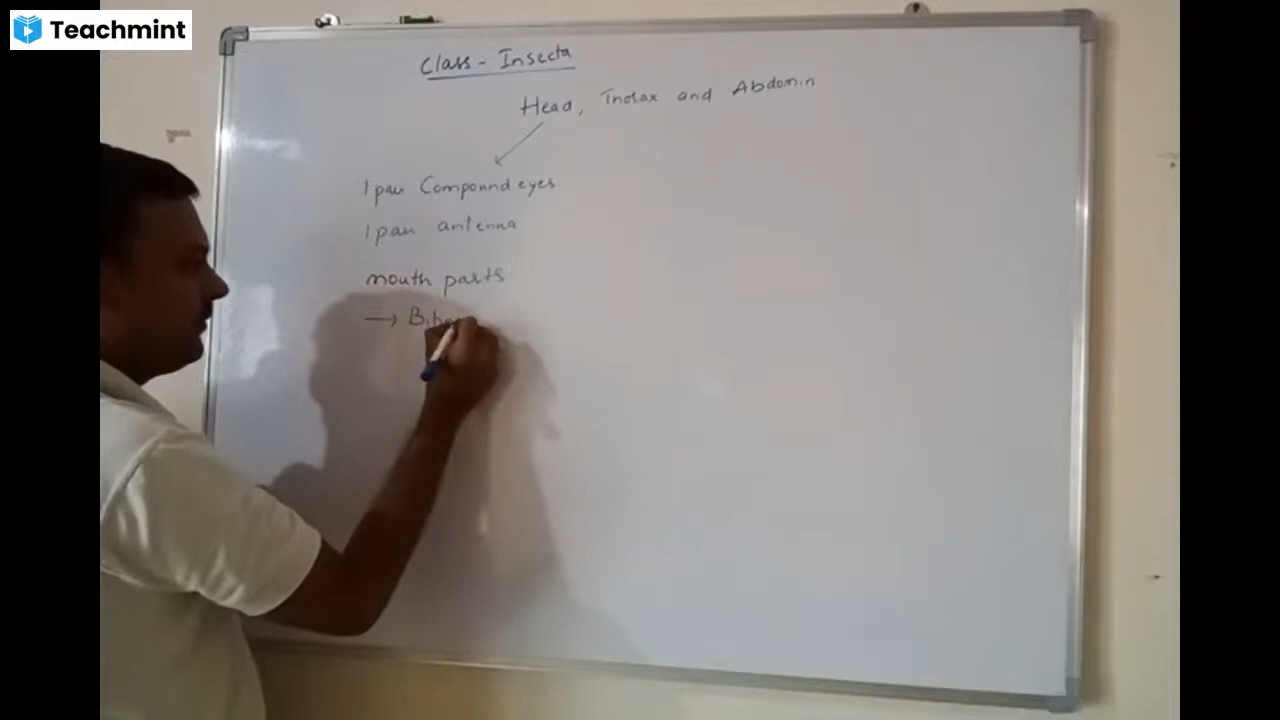 Teachmint
Class - Insecta
Head, Thorax and Abdomin
1 pair Compound eyes
1 pair antenna
mouth parts
→